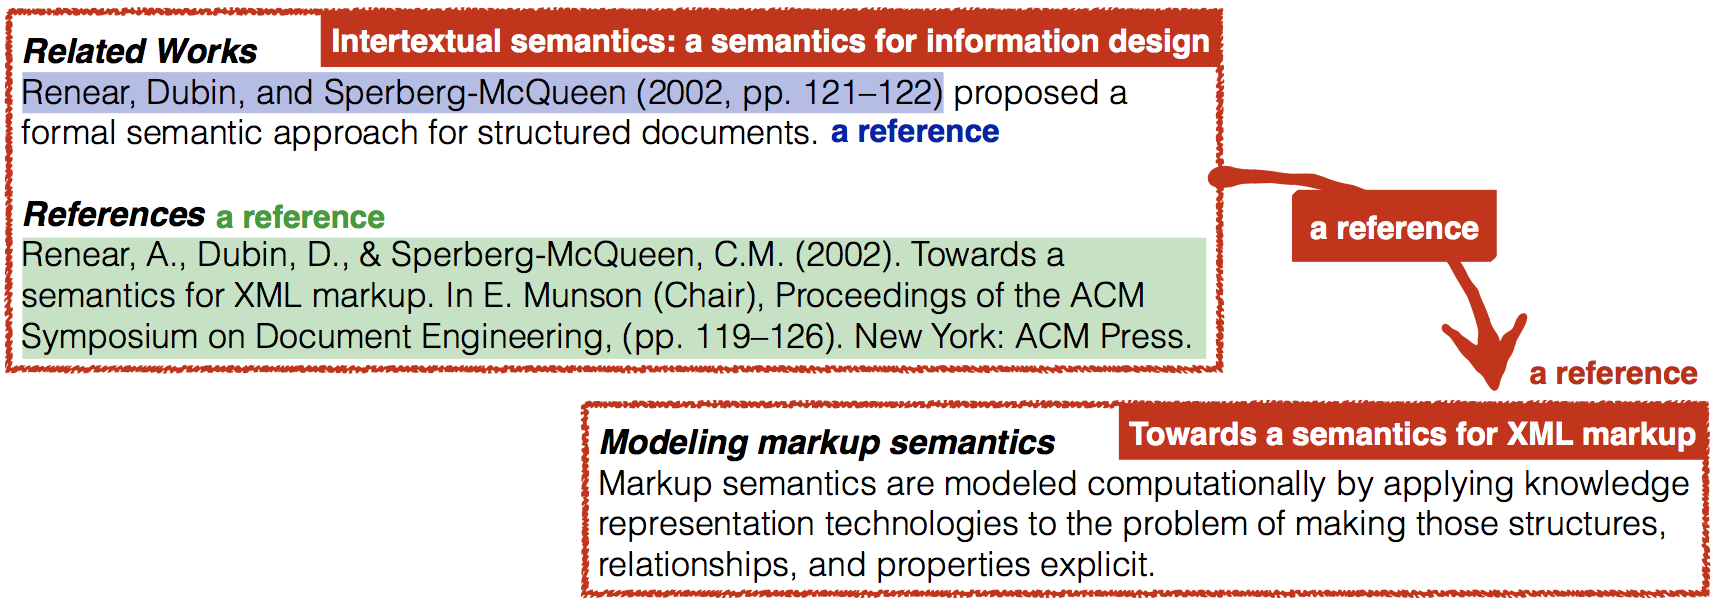 Intertextual semantics: a semantics for information design
Related Works
Renear, Dubin, and Sperberg-McQueen (2002, pp. 121–122) proposed a
formal semantic approach for structured documents. a reference
References a reference
Renear, A., Dubin, D., & Sperberg-McQueen, C.M. (2002). Towards a
semantics for XML markup. In E. Munson (Chair), Proceedings of the ACM
Symposium on Document Engineering, (pp. 119–126). New York: ACM Press.
a reference
a reference
Towards a semantics for XML markup
Modeling markup semantics
Markup semantics are modeled computationally by applying knowledge
representation technologies to the problem of making those structures,
relationships, and properties explicit.